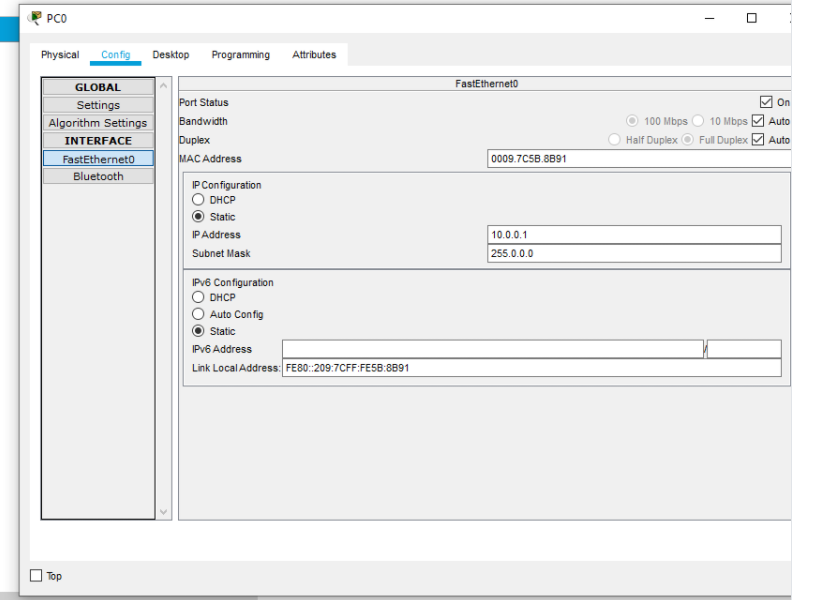 PC0
Physical Config Desktop Programming Attributes
GLOBAL
Settings
Algorithm Settings
INTERFACE
FastEthernet0
Bluetooth
FastEthernet0
Port Status On
Bandwidth 100 Mbps 10 Mbps Auto
Duplex Half Duplex Full Duplex Auto
MAC Address 0009.7C5B.8B91
IP Configuration
DHCP
Static
IP Address 10.0.0.1
Subnet Mask 255.0.0.0
IPv6 Configuration
DHCP
Auto Config
Static
IPv6 Address /
Link Local Address: FE80::209:7CFF:FE5B:8B91
Top